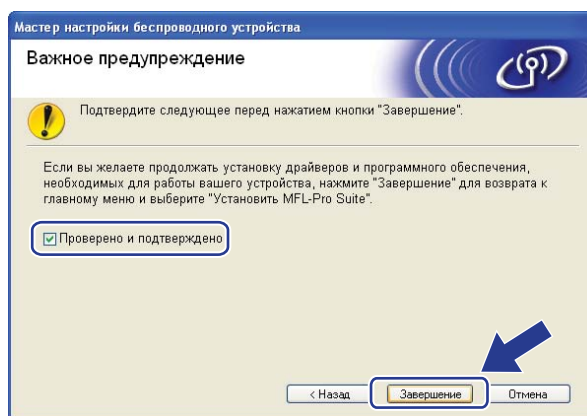 Мастер настройки беспроводного устройства
Важное предупреждение
Подтвердите следующее перед нажатием кнопки "Завершение".
Если вы желаете продолжать установку драйверов и программного обеспечения,
необходимых для работы вашего устройства, нажмите "Завершение" для возврата к
главному меню и выберите "Установить MFL-Pro Suite".
Проверено и подтверждено
< Назад
Завершение
Отмена